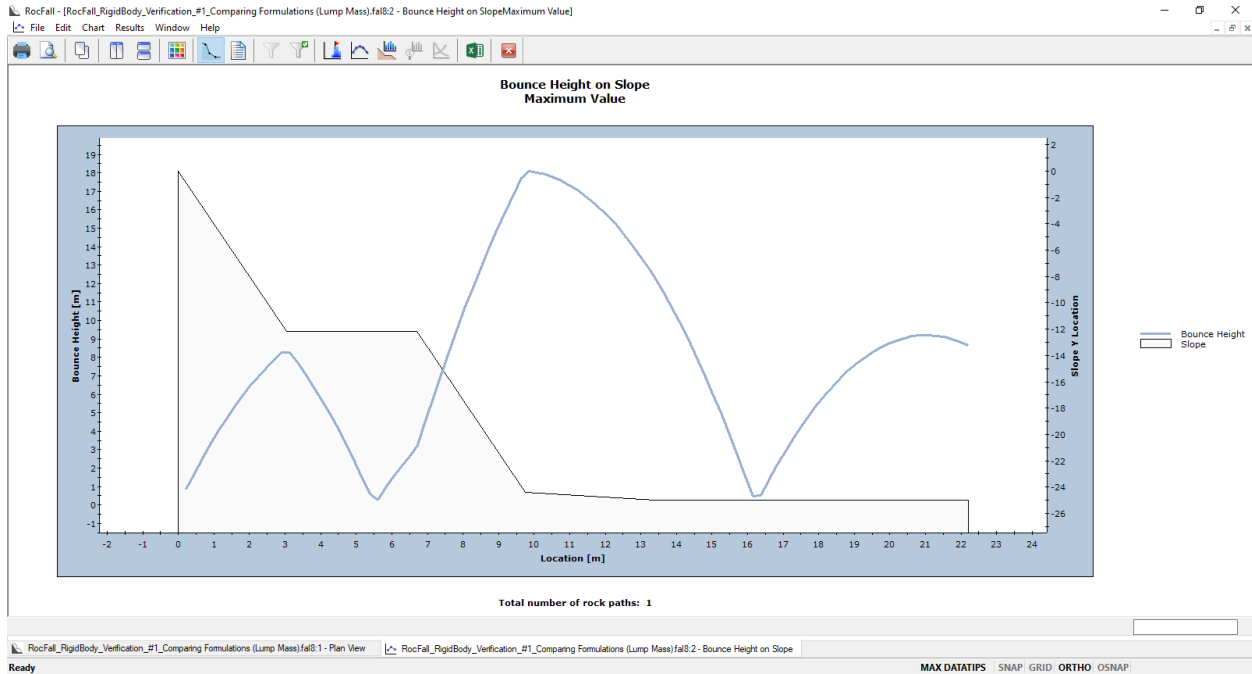 RocFall - [RocFall_RigidBody_Verification_#1_Comparing Formulations (Lump Mass).fal8:2 - Bounce Height on SlopeMaximum Value]
File Edit Chart Results Window Help
Bounce Height on Slope
Maximum Value
Bounce Height [m]
19
18
17
16
15
14
13
12
11
10
9
8
7
6
5
4
3
2
1
0
-1
2
0
-2
-4
-6
-8
-10
-12
-14
-16
-18
-20
-22
-24
-26
Slope Y Location
-2 -1 0 1 2 3 4 5 6 7 8 9 10 11 12 13 14 15 16 17 18 19 20 21 22 23 24
Location [m]
Bounce Height
Slope
Total number of rock paths: 1
RocFall_RigidBody_Verification_#1_Comparing Formulations (Lump Mass).fal8:1 - Plan View RocFall_RigidBody_Verification_#1_Comparing Formulations (Lump Mass).fal8:2 - Bounce Height on Slope
Ready MAX DATATIPS SNAP GRID ORTHO OSNAP